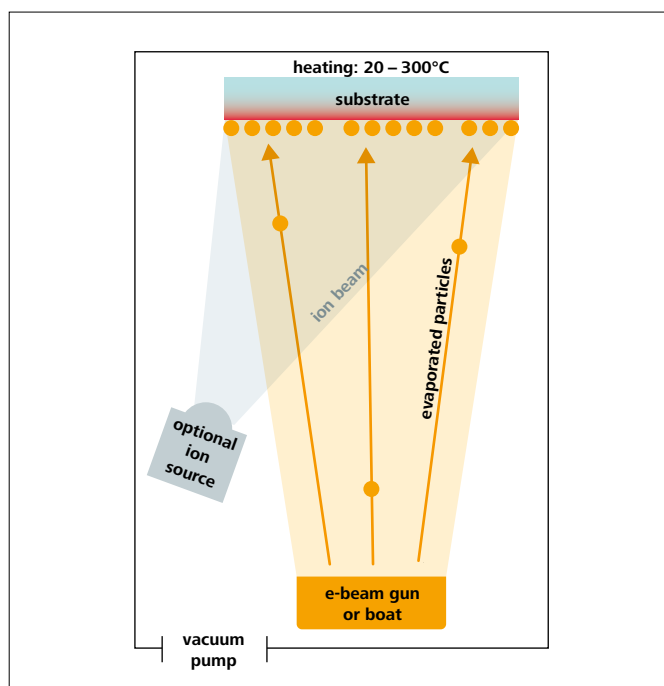 heating: 20 – 300°C
substrate
ion beam
evaporated particles
optional
ion
source
e-beam gun
or boat
vacuum
pump